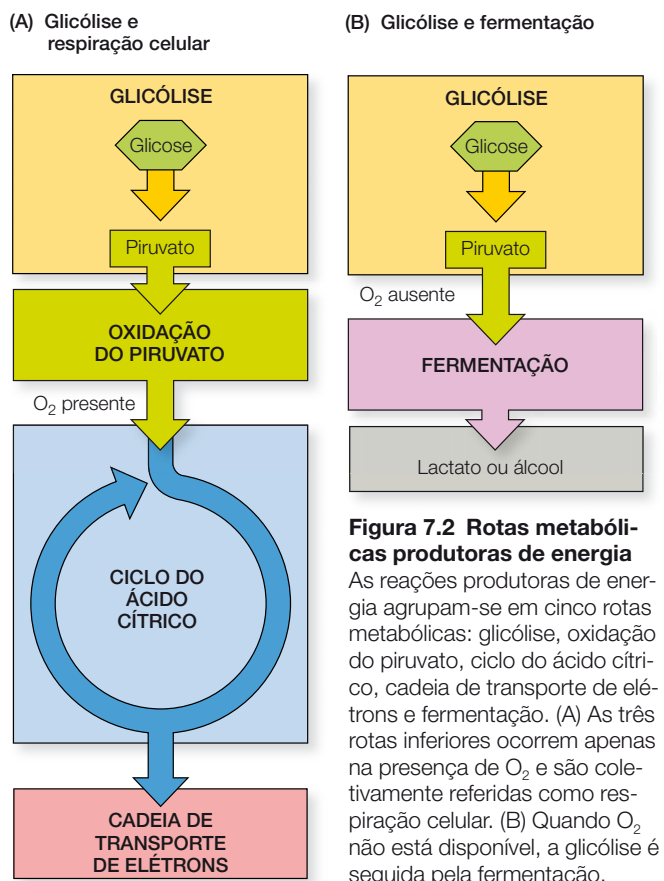 (A) Glicólise e
respiração celular
GLICÓLISE
Glicose
Piruvato
OXIDAÇÃO
DO PIRUVATO
O₂ presente
CICLO DO
ÁCIDO
CÍTRICO
CADEIA DE
TRANSPORTE
DE ELÉTRONS
(B) Glicólise e fermentação
GLICÓLISE
Glicose
Piruvato
O₂ ausente
FERMENTAÇÃO
Lactato ou álcool
Figura 7.2 Rotas metabóli-
cas produtoras de energia
As reações produtoras de ener-
gia agrupam-se em cinco rotas
metabólicas: glicólise, oxidação
do piruvato, ciclo do ácido cítri-
co, cadeia de transporte de elé-
trons e fermentação. (A) As três
rotas inferiores ocorrem apenas
na presença de O₂ e são cole-
tivamente referidas como res-
piração celular. (B) Quando O₂
não está disponível, a glicólise é
seguida pela fermentação.